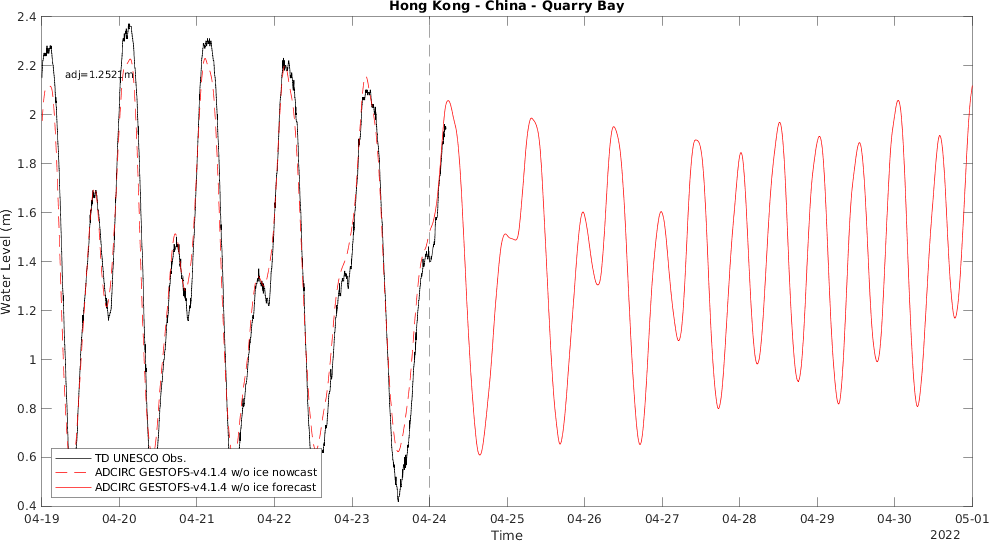 Hong Kong - China - Quarry Bay
2.4
2.2
2
1.8
1.6
1.4
1.2
1
0.8
0.6
0.4
Water Level (m)
adj=1.2521m
TD UNESCO Obs.
ADCIRC GESTOFS-v4.1.4 w/o ice nowcast
ADCIRC GESTOFS-v4.1.4 w/o ice forecast
04-19 04-20 04-21 04-22 04-23 04-24 04-25 04-26 04-27 04-28 04-29 04-30 05-01
Time
2022